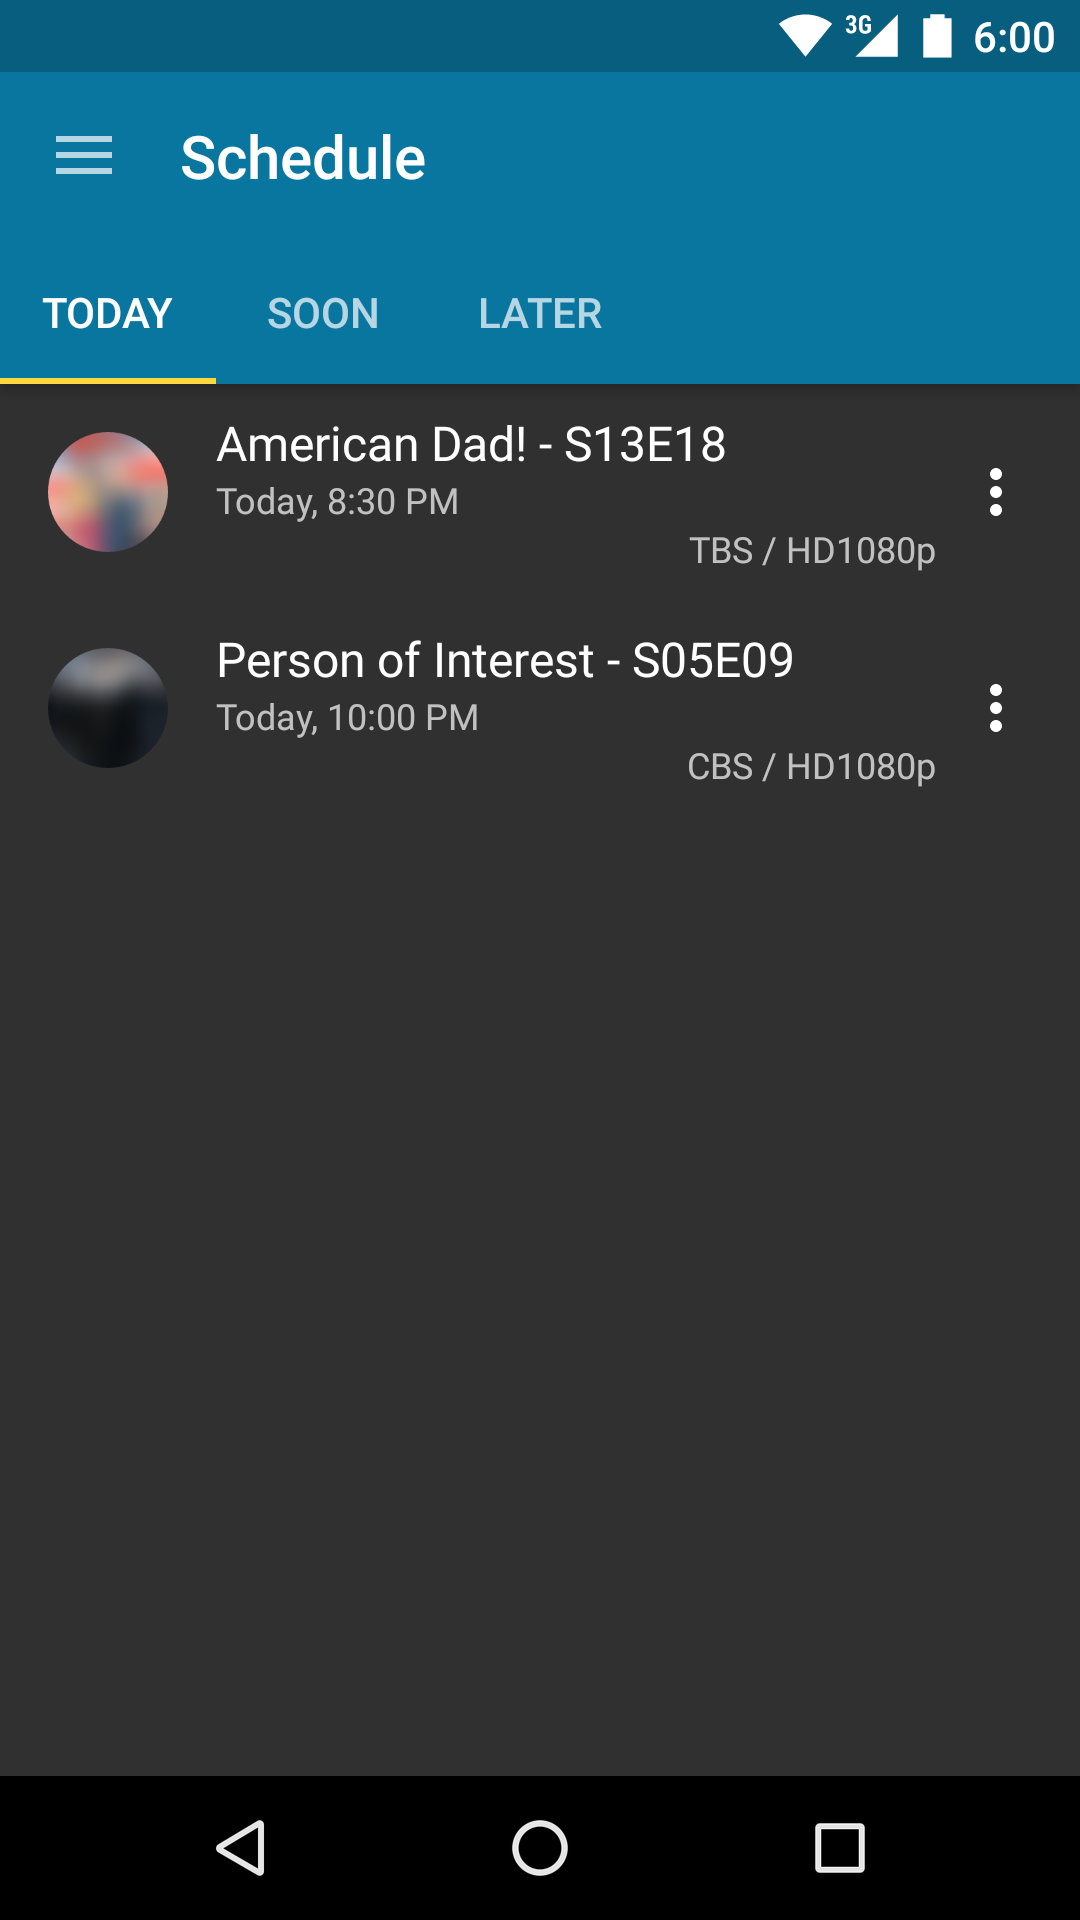 3G 6:00
Schedule
TODAY SOON LATER
American Dad! - S13E18
Today, 8:30 PM
TBS / HD1080p
Person of Interest - S05E09
Today, 10:00 PM
CBS / HD1080p